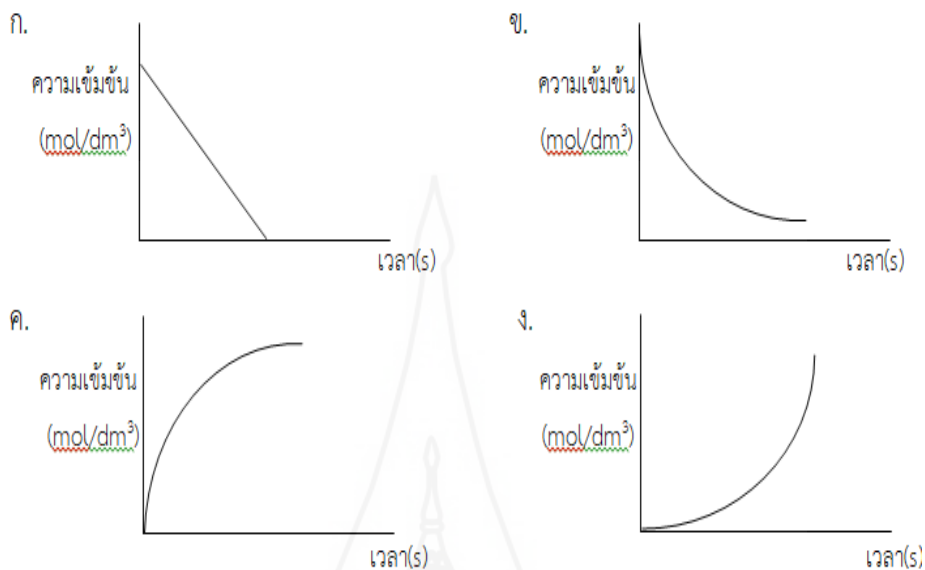 ก.
ความเข้มข้น
(mol/dm³)
เวลา(s)
ข.
ความเข้มข้น
(mol/dm³)
เวลา(s)
ค.
ความเข้มข้น
(mol/dm³)
เวลา(s)
ง.
ความเข้มข้น
(mol/dm³)
เวลา(s)